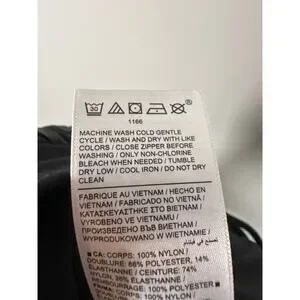 30
1166
MACHINE WASH COLD GENTLE
CYCLE / WASH AND DRY WITH LIKE
COLORS / CLOSE ZIPPER BEFORE
WASHING / ONLY NON-CHLORINE
BLEACH WHEN NEEDED / TUMBLE
DRY LOW / COOL IRON / DO NOT DRY
CLEAN
FABRIQUE AU VIETNAM / HECHO EN
VIETNAM / FABRICADO NO VIETNÃ /
ΚΑΤΑΣΚΕΥΑΣΤΗΚΕ ΣΤΟ ΒΙΕΤΝΑΜ /
VYROBENO VE VIETNAMU /
ПРОИЗВЕДЕНО ВЪВ ВИЕТНАМ /
WYPRODUKOWANO W WIETNAMIE /
صنع في فيتنام
CA: CORPS: 100% NYLON /
DOUBLURE: 86% POLYESTER, 14%
ÉLASTHANNE / CEINTURE: 74%
NYLON, 26% ÉLASTHANNE /
100% NYLON /